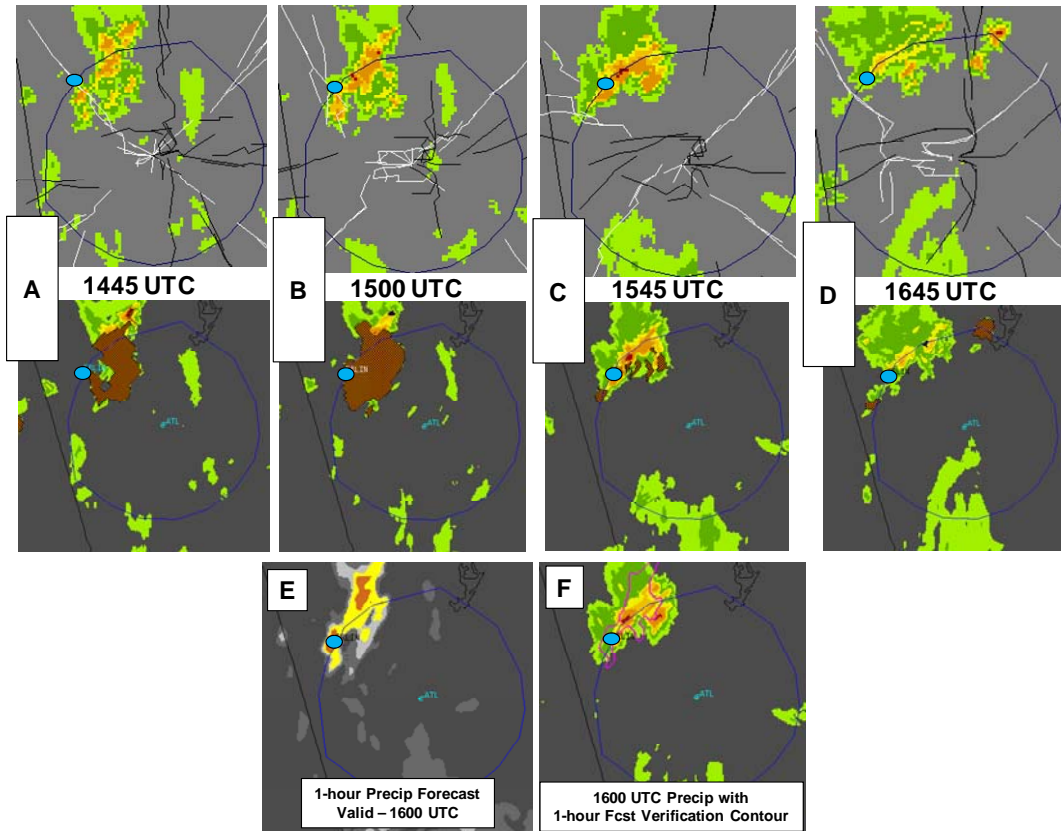 A
1445 UTC
B
1500 UTC
C
1545 UTC
D
1645 UTC
ATL
LIN
ATL
ATL
ATL
E
ATL
1-hour Precip Forecast
Valid – 1600 UTC
F
ATL
1600 UTC Precip with
1-hour Fcst Verification Contour